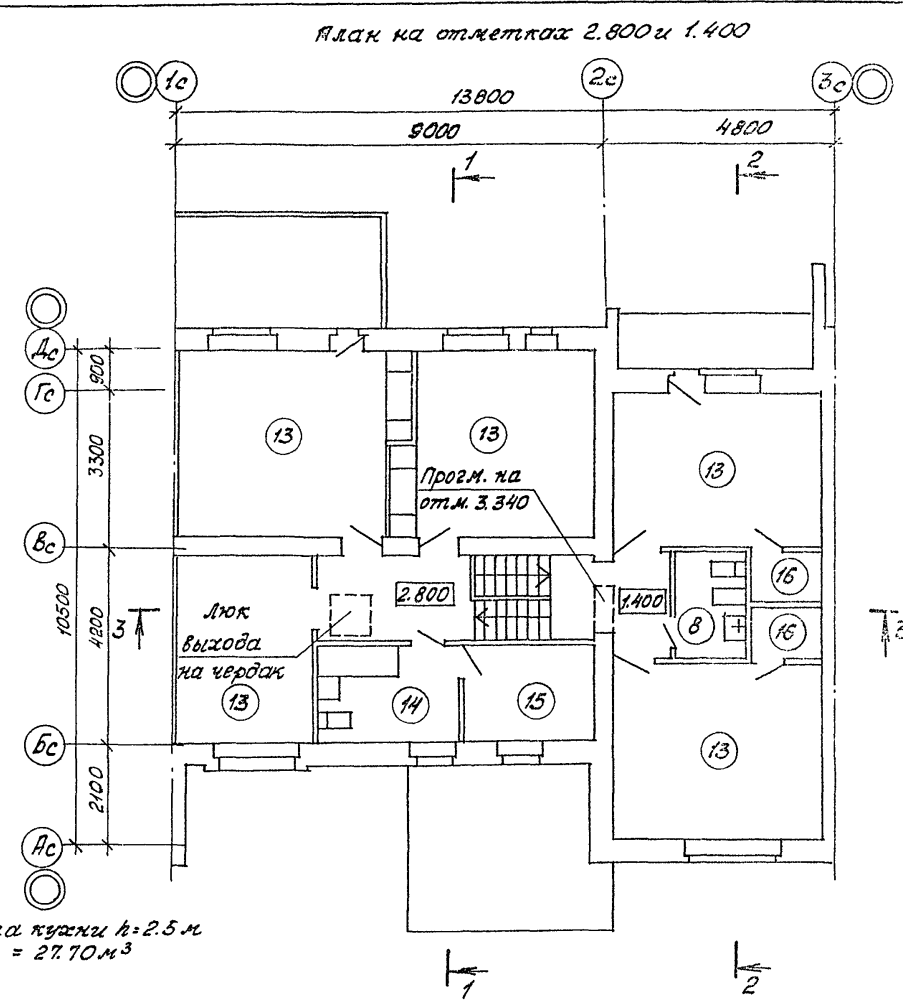 План на отметках 2.800 и 1.400
1с
2с
3с
13800
9000
4800
1
2
Дс
Гс
Вс
Бс
Ас
900
3300
4200
2100
10500
13
13
13
Прогм. на
отм. 3.340
2.800
1.400
16
16
8
3
3
люк
выхода
на чердак
13
14
15
13
кухни h=2.5 м
= 27.70 м³
1
2